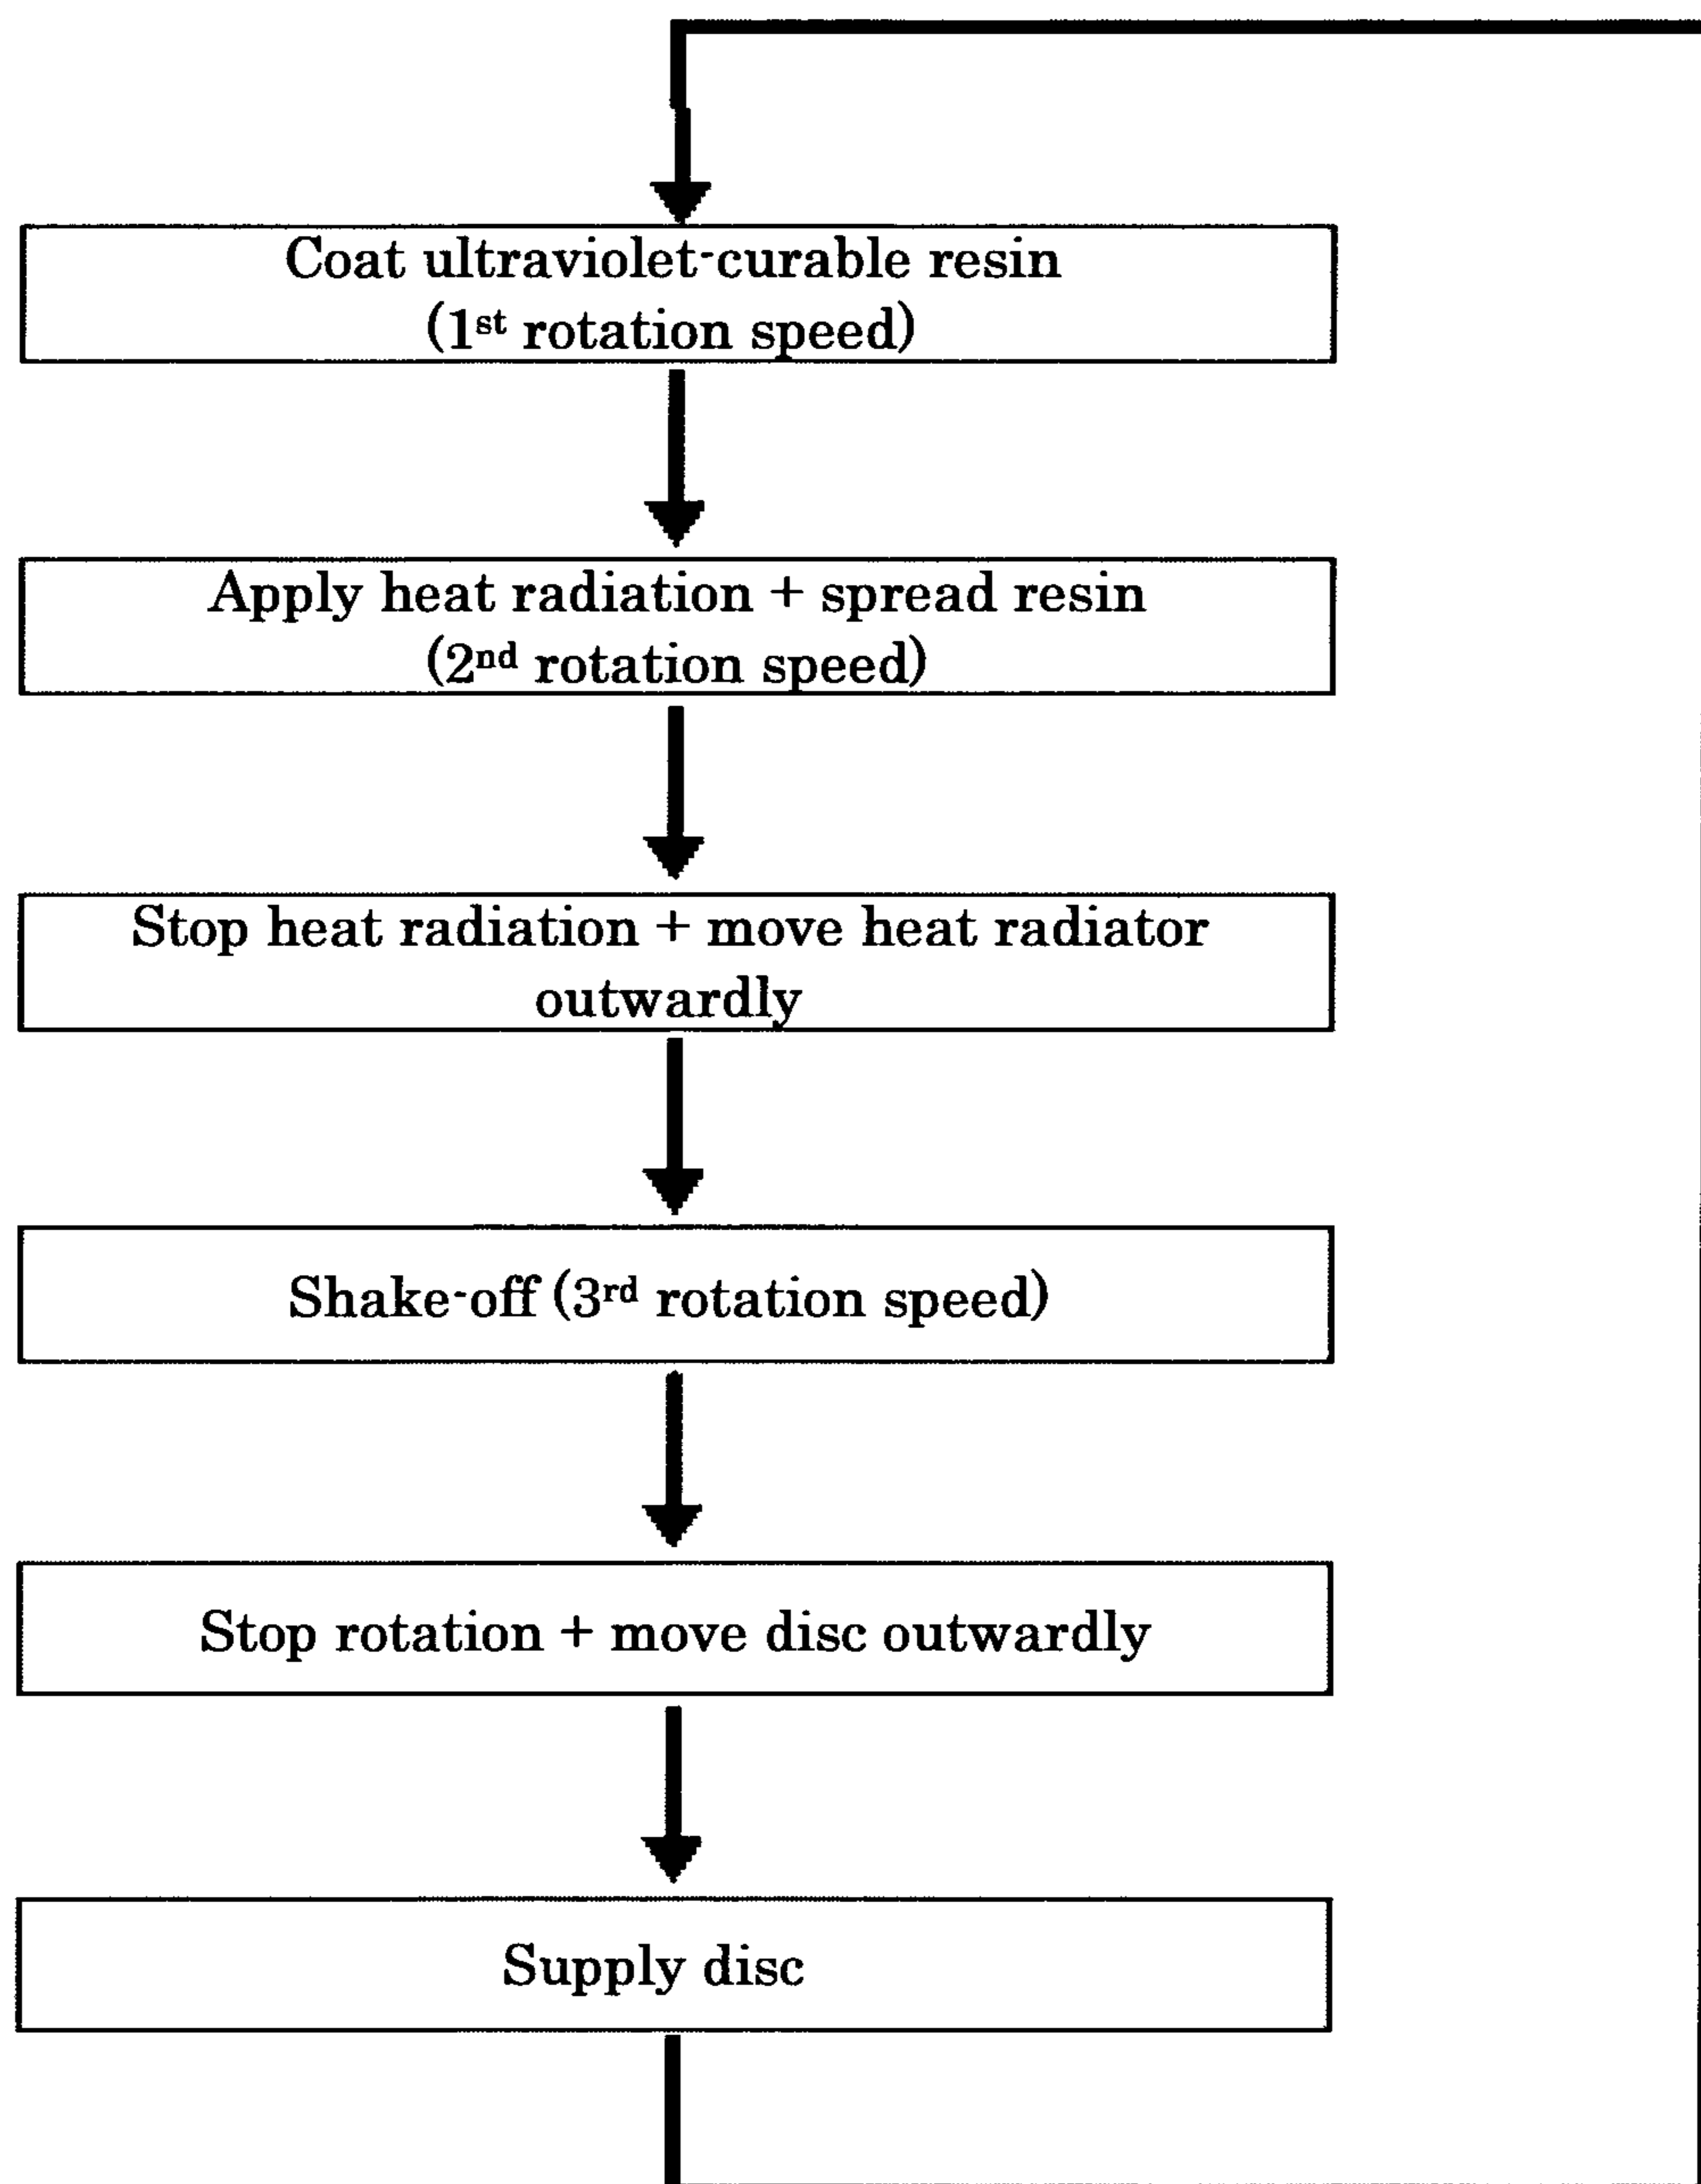 Coat ultraviolet-curable resin
(1st rotation speed)
Apply heat radiation + spread resin
(2nd rotation speed)
Stop heat radiation + move heat radiator
outwardly
Shake-off (3rd rotation speed)
Stop rotation + move disc outwardly
Supply disc